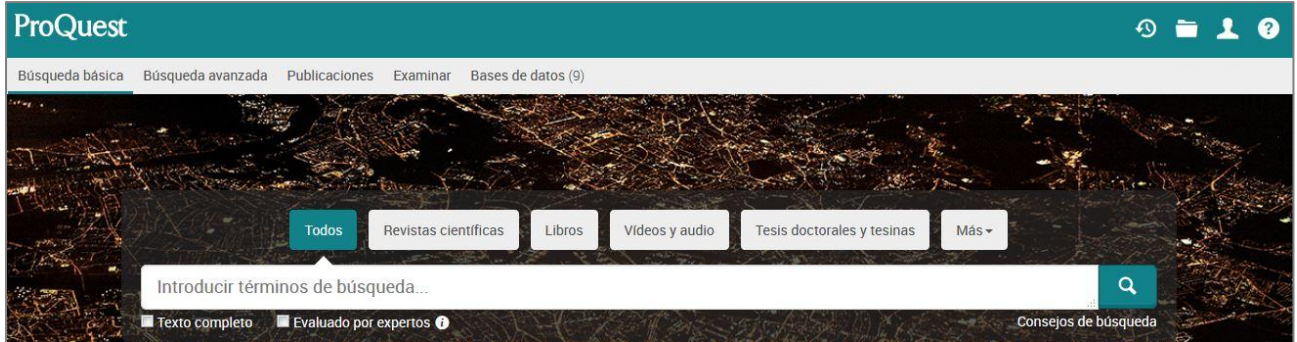 ProQuest
Búsqueda básica Búsqueda avanzada Publicaciones Examinar Bases de datos (9)
Todos Revistas científicas Libros Vídeos y audio Tesis doctorales y tesinas Más
Introducir términos de búsqueda...
Texto completo Evaluado por expertos Consejos de búsqueda